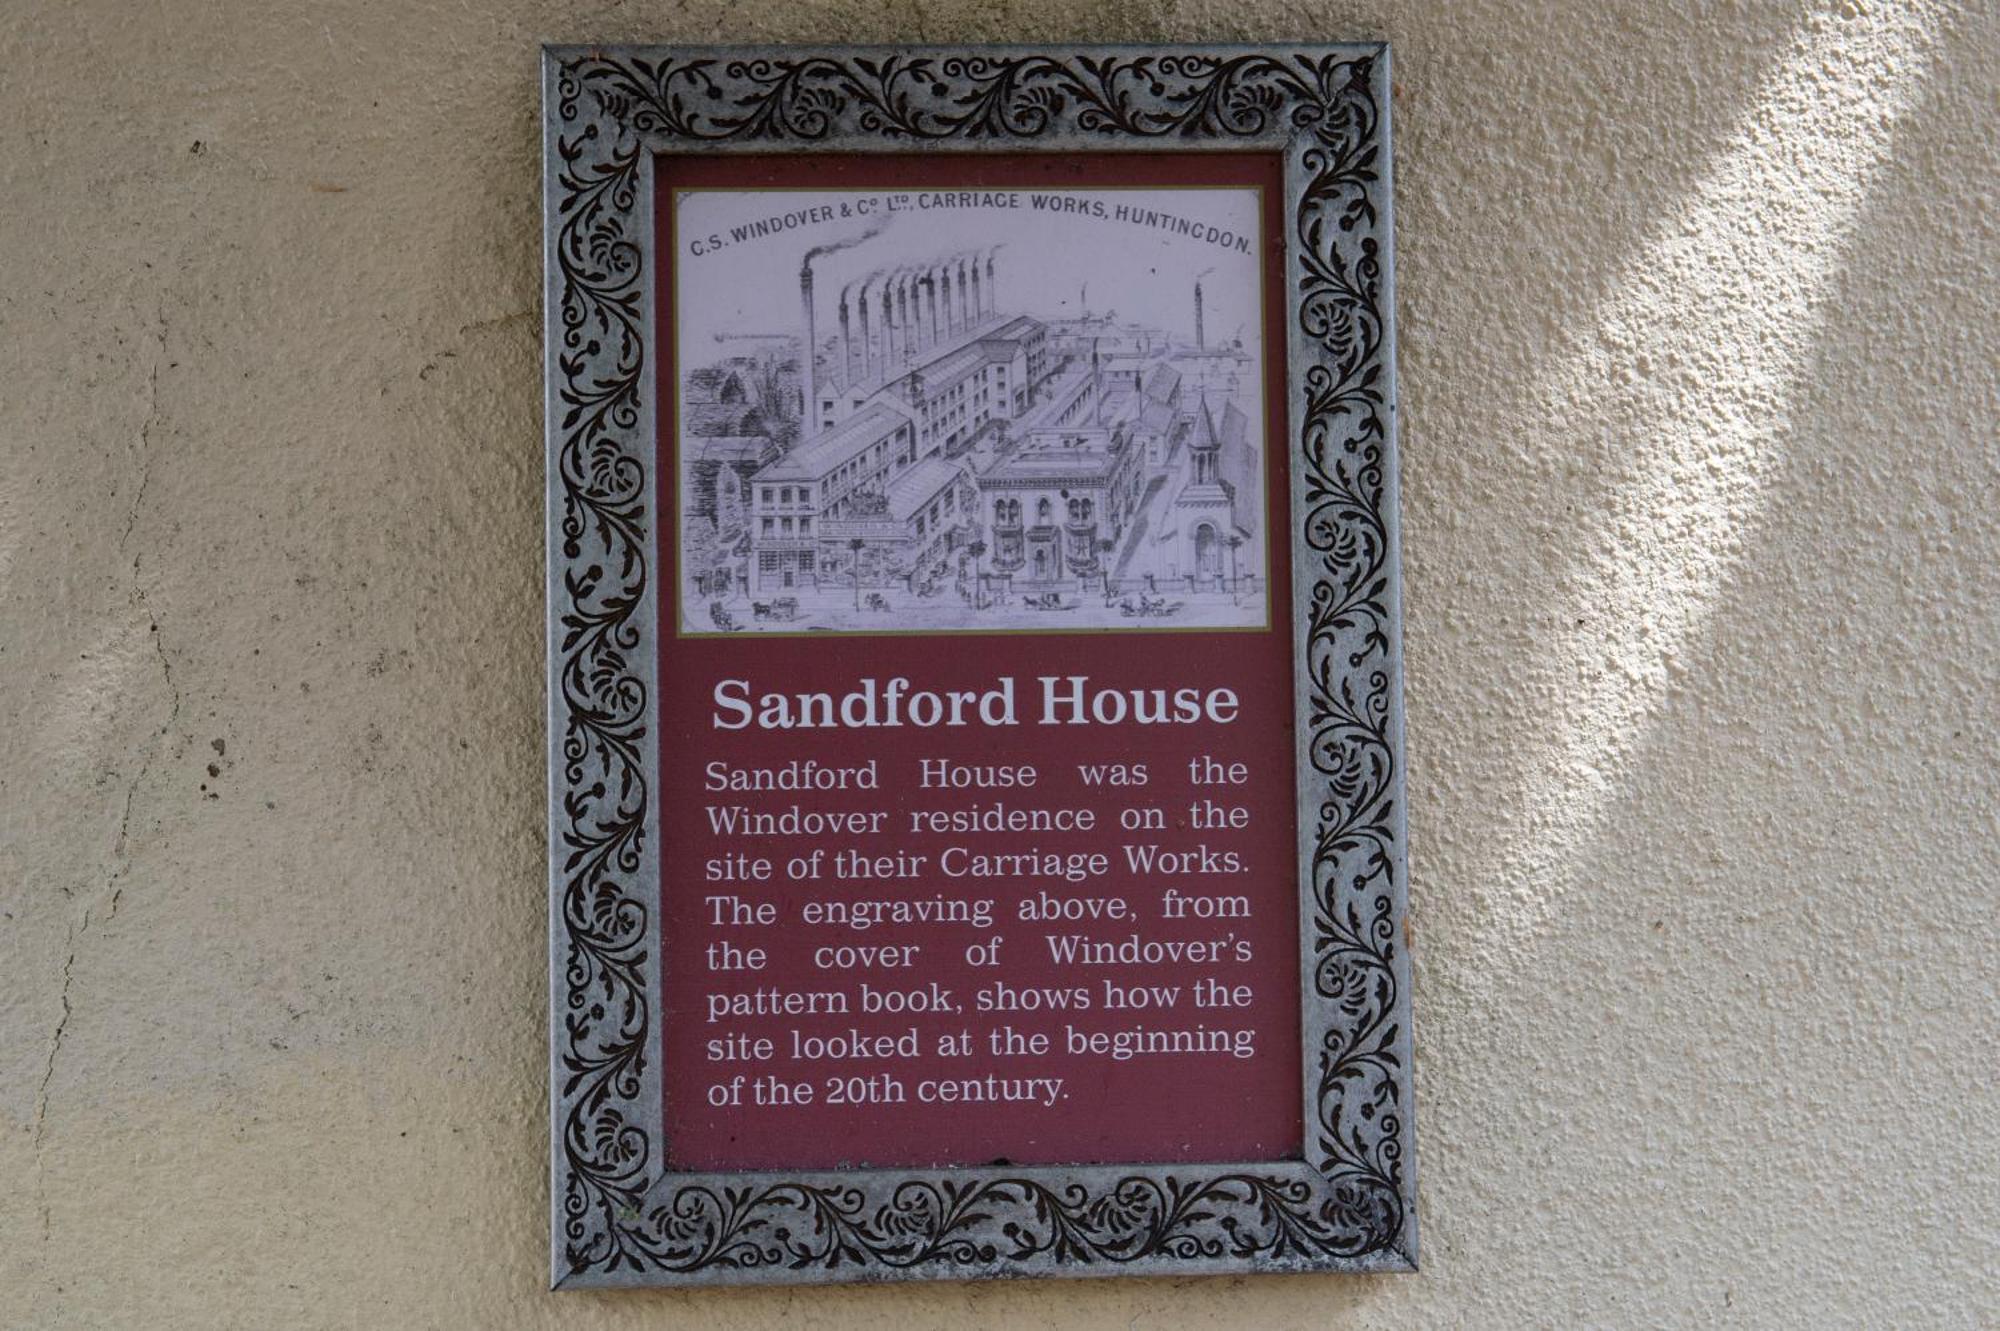 C.S. WINDOVER & Cº LTD, CARRIAGE WORKS, HUNTINGDON.
Sandford House
Sandford House was the
Windover residence on the
site of their Carriage Works.
The engraving above, from
the cover of Windover’s
pattern book, shows how the
site looked at the beginning
of the 20th century.